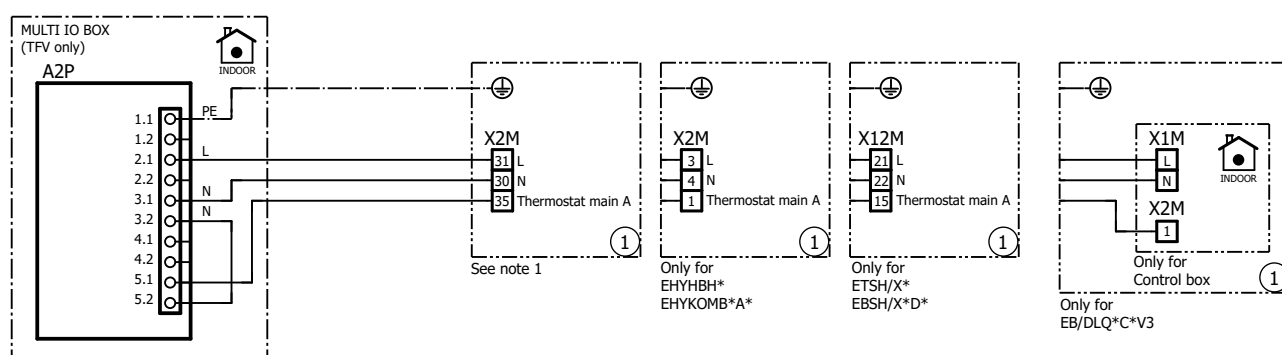 MULTI IO BOX
(TFV only)
INDOOR
A2P
1.1
PE
1.2
2.1
L
2.2
3.1
N
3.2
N
4.1
4.2
5.1
5.2
X2M
31 L
30 N
35 Thermostat main A
1
See note 1
X2M
3 L
4 N
1 Thermostat main A
1
Only for
EHYHBH*
EHYKOMB*A*
X12M
21 L
22 N
15 Thermostat main A
1
Only for
ETSH/X*
EBSH/X*D*
X1M
L
N
INDOOR
X2M
1
Only for
Control box
1
Only for
EB/DLQ*C*V3